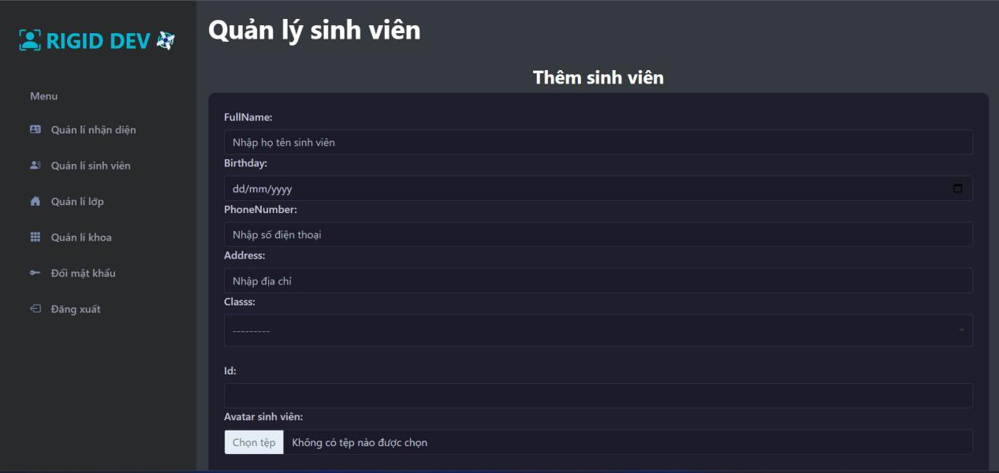 RIGID DEV
Menu
Quản lí nhận diện
Quản lí sinh viên
Quản lí lớp
Quản lí khoa
Đổi mật khẩu
Đăng xuất
Quản lý sinh viên
Thêm sinh viên
FullName:
Nhập họ tên sinh viên
Birthday:
dd/mm/yyyy
PhoneNumber:
Nhập số điện thoại
Address:
Nhập địa chỉ
Classs:
---------
Id:
Avatar sinh viên:
Chọn tệp Không có tệp nào được chọn